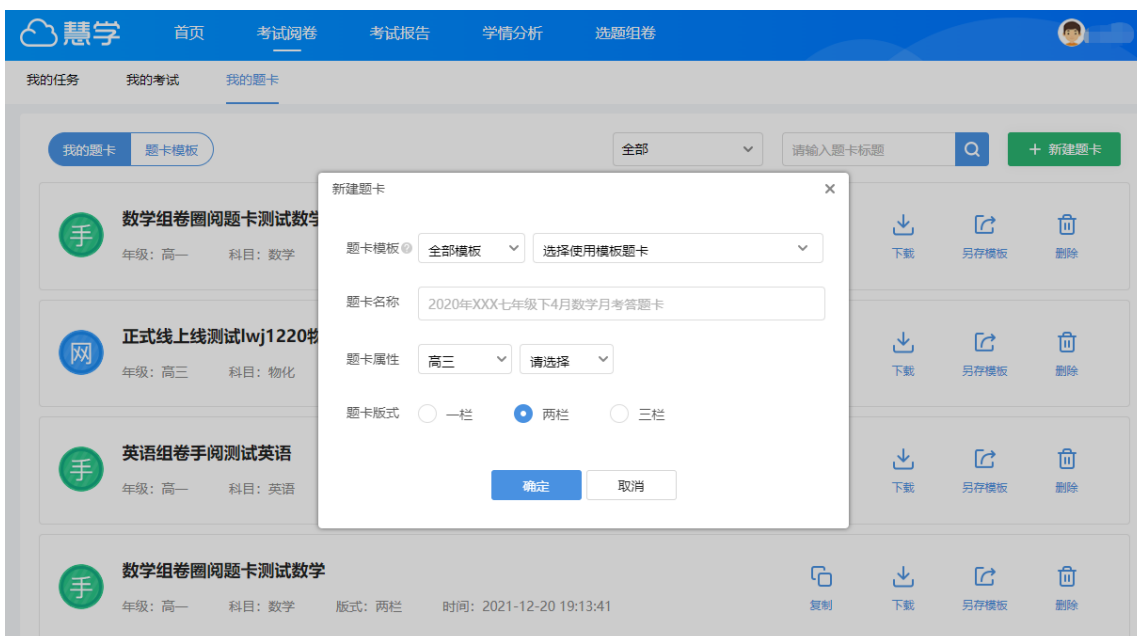 慧学 首页 考试阅卷 考试报告 学情分析 选题组卷
我的任务 我的考试 我的题卡
我的题卡 题卡模板 全部 请输入题卡标题 + 新建题卡
新建题卡 ×
题卡模板 ? 全部模板 选择使用模板题卡
题卡名称 2020年XXX七年级下4月数学月考答题卡
题卡属性 高三 请选择
题卡版式 一栏 两栏 三栏
确定 取消
手 数学组卷圈阅题卡测试数学
年级：高一 科目：数学 下载 另存模板 删除
网 正式线上线测试lwj1220物
年级：高三 科目：物化 下载 另存模板 删除
手 英语组卷手阅测试英语
年级：高一 科目：英语 下载 另存模板 删除
手 数学组卷圈阅题卡测试数学
年级：高一 科目：数学 版式：两栏 时间：2021-12-20 19:13:41 复制 下载 另存模板 删除